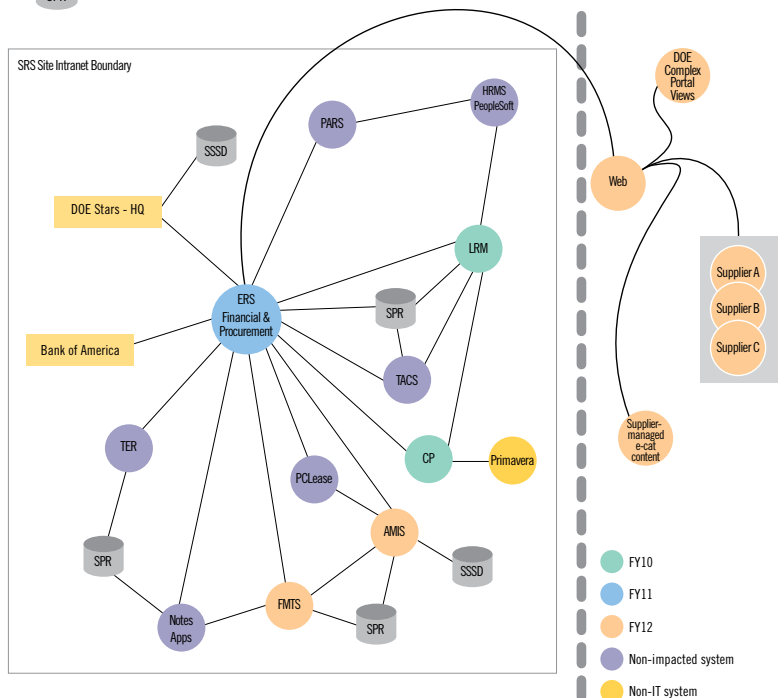 SRS Site Intranet Boundary
SSSD
DOE Stars - HQ
PARS
HRMS
PeopleSoft
DOE
Complex
Portal
Views
Web
LRM
ERS
Financial &
Procurement
SPR
Supplier A
Supplier B
Supplier C
Bank of America
TACS
TER
PCLease
CP
Primavera
Supplier-
managed
e-cat
content
AMIS
SPR
SSSD
FMTS
Notes
Apps
SPR
FY10
FY11
FY12
Non-impacted system
Non-IT system